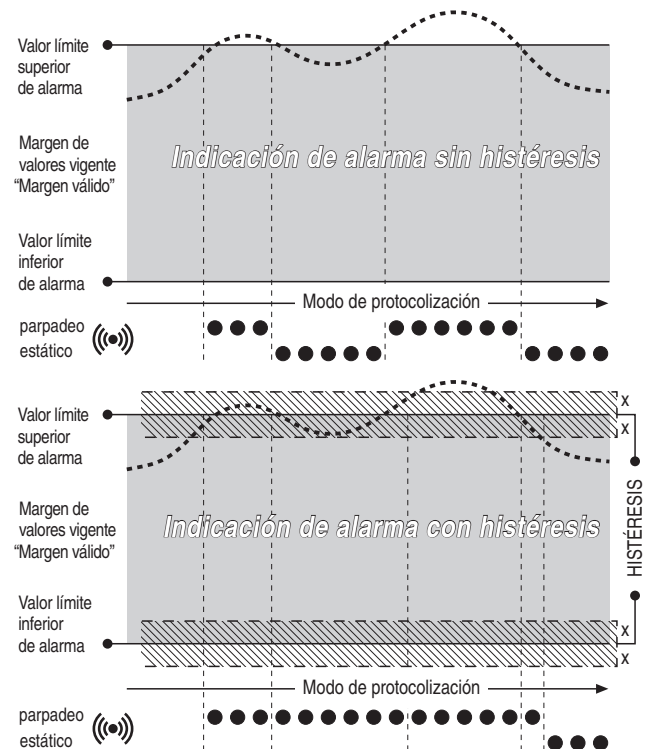 Valor límite
superior
de alarma
Margen de
valores vigente
“Margen válido”
Indicación de alarma sin histéresis
Valor límite
inferior
de alarma
Modo de protocolización
parpadeo
estático
Valor límite
superior
de alarma
x
x
Margen de
valores vigente
“Margen válido”
Indicación de alarma con histéresis
HISTÉRESIS
Valor límite
inferior
de alarma
x
x
Modo de protocolización
parpadeo
estático